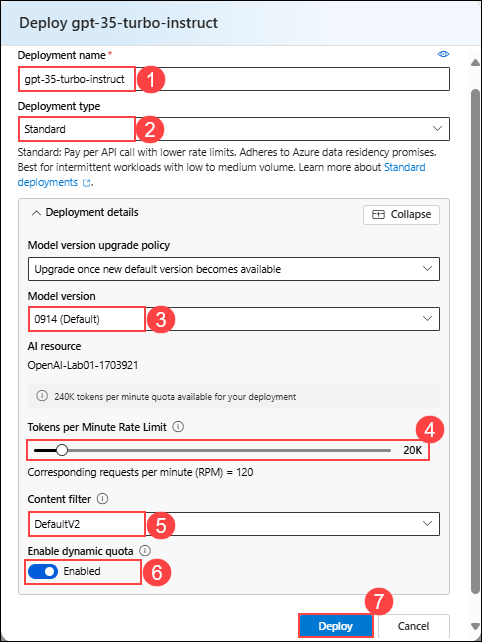 Deploy gpt-35-turbo-instruct
Deployment name*
gpt-35-turbo-instruct
1
Deployment type
Standard
2
Standard: Pay per API call with lower rate limits. Adheres to Azure data residency promises.
Best for intermittent workloads with low to medium volume. Learn more about Standard
deployments.
Deployment details
Collapse
Model version upgrade policy
Upgrade once new default version becomes available
Model version
0914 (Default)
3
AI resource
OpenAI-Lab01-1703921
240K tokens per minute quota available for your deployment
4
Tokens per Minute Rate Limit
20K
Corresponding requests per minute (RPM) = 120
Content filter
DefaultV2
5
Enable dynamic quota
Enabled
6
7
Deploy
Cancel